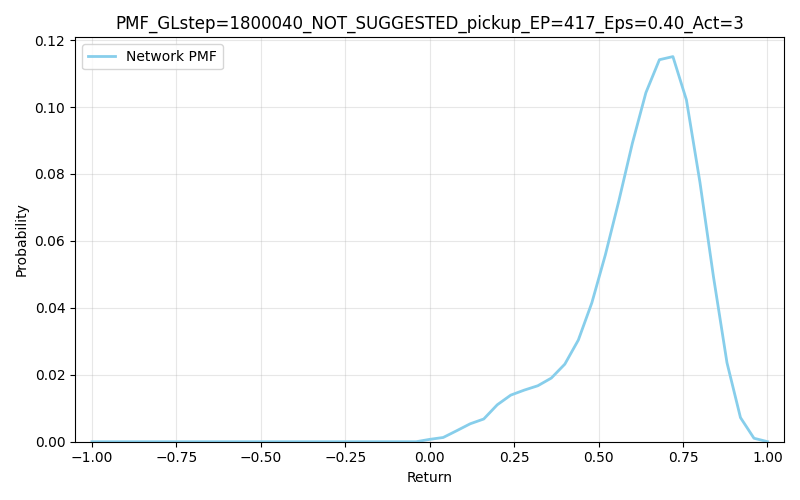 PMF_GLstep=1800040_NOT_SUGGESTED_pickup_EP=417_Eps=0.40_Act=3
Network PMF
0.12
0.10
0.08
0.06
0.04
0.02
0.00
Probability
−1.00 −0.75 −0.50 −0.25 0.00 0.25 0.50 0.75 1.00
Return